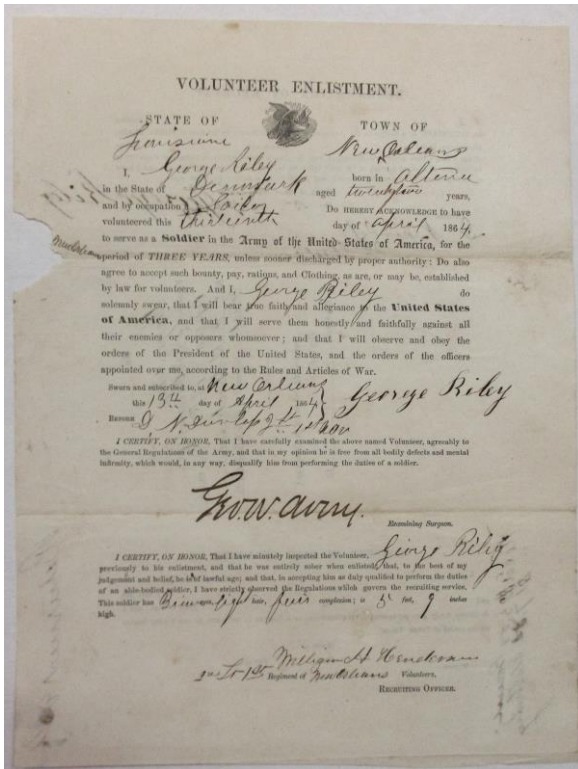 VOLUNTEER ENLISTMENT.
STATE OF TOWN OF
Louisiana New Orleans
I, George Riley born in Altona
in the State of Denmark aged twenty two years,
and by occupation Do HEREBY ACKNOWLEDGE to have
volunteered this thirteenth day of April 1864,
to serve as a Soldier in the Army of the United States of America, for the
period of THREE YEARS, unless sooner discharged by proper authority: Do also
agree to accept such bounty, pay, rations, and Clothing, as are, or may be, established
by law for volunteers. And I, George Riley do
solemnly swear, that I will bear true faith and allegiance to the United States
of America, and that I will serve them honestly and faithfully against all
their enemies or opposers whomsoever; and that I will observe and obey the
orders of the President of the United States, and the orders of the officers
appointed over me, according to the Rules and Articles of War.
Sworn and subscribed to, at New Orleans
this 13th day of April 1864 George Riley
BEFORE
I CERTIFY, ON HONOR, That I have carefully examined the above named Volunteer, agreeably to
the General Regulations of the Army, and that in my opinion he is free from all bodily defects and mental
infirmity, which would, in any way, disqualify him from performing the duties of a soldier.
Geo. W. Avery.
Examining Surgeon.
I CERTIFY, ON HONOR, That I have minutely inspected the Volunteer, George Riley
previously to his enlistment, and that he was entirely sober when enlisted; that, to the best of my
judgement and belief, he is of lawful age; and that, in accepting him as duly qualified to perform the duties
of an able-bodied soldier, I have strictly observed the Regulations which govern the recruiting service.
This soldier has eyes, light hair, complexion; is 5 feet, 9 inches
high.
William H
1st Regiment of New Orleans Volunteers,
RECRUITING OFFICER.